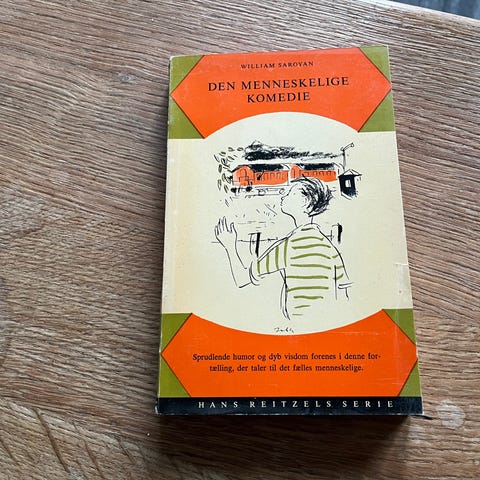 WILLIAM SAROYAN
DEN MENNESKELIGE
KOMEDIE
Sprudlende humor og dyb visdom forenes i denne for-
tælling, der taler til det fælles menneskelige.
HANS REITZELS SERIE